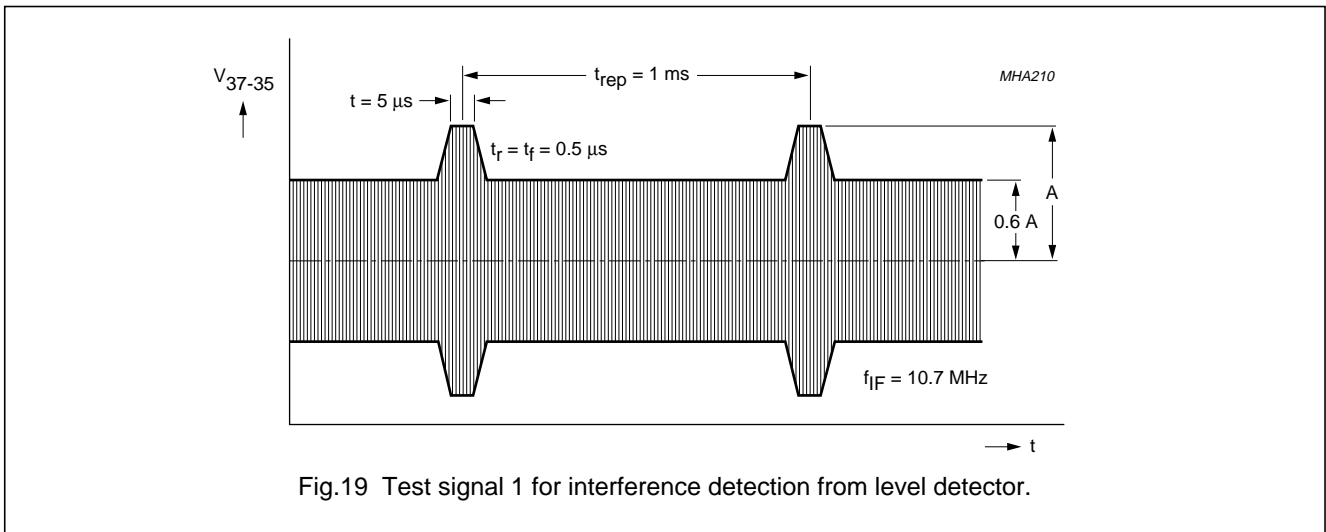 V37-35
trep = 1 ms
MHA210
t = 5 μs
tr = tf = 0.5 μs
A
0.6 A
fIF = 10.7 MHz
t
Fig.19 Test signal 1 for interference detection from level detector.